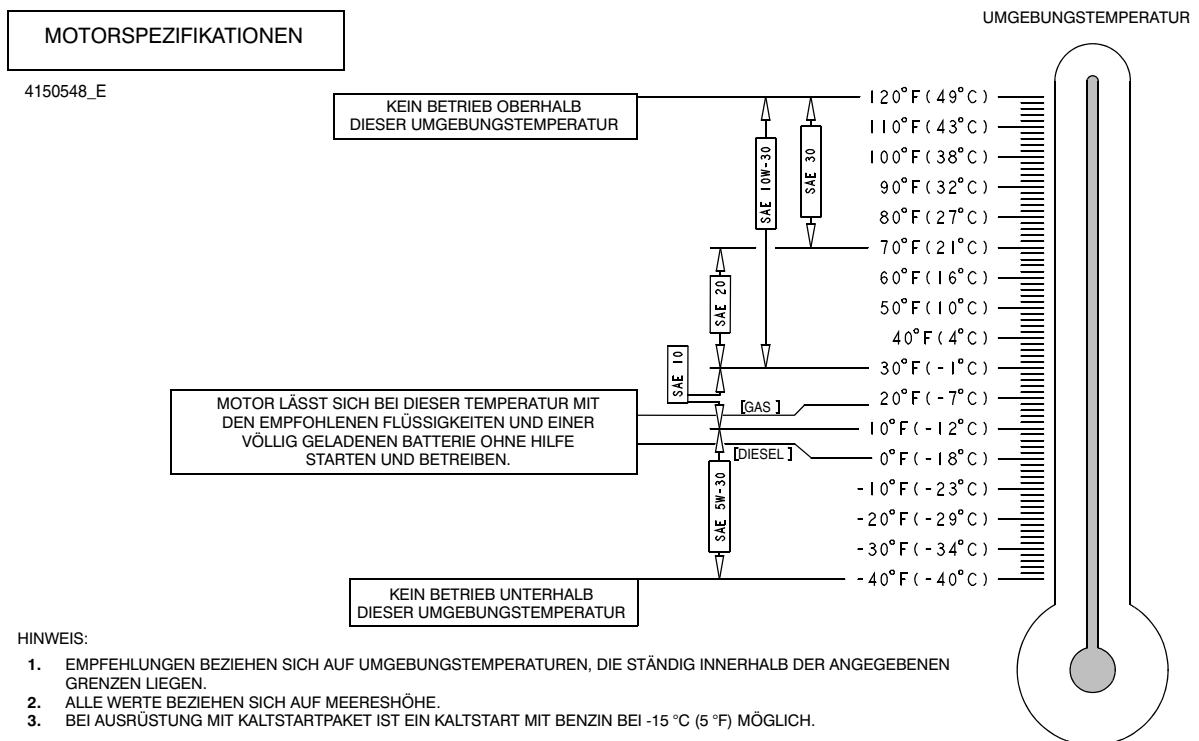 MOTORSPEZIFIKATIONEN
UMGEBUNGSTEMPERATUR
4150548_E
KEIN BETRIEB OBERHALB
DIESER UMGEBUNGSTEMPERATUR
120°F(49°C)
110°F(43°C)
100°F(38°C)
90°F(32°C)
80°F(27°C)
70°F(21°C)
60°F(16°C)
50°F(10°C)
40°F(4°C)
30°F(-1°C)
20°F(-7°C)
10°F(-12°C)
0°F(-18°C)
-10°F(-23°C)
-20°F(-29°C)
-30°F(-34°C)
-40°F(-40°C)
SAE 10W-30
SAE 30
SAE 20
SAE 10
SAE 5W-30
[GAS ]
[DIESEL ]
MOTOR LÄSST SICH BEI DIESER TEMPERATUR MIT
DEN EMPFOHLENEN FLÜSSIGKEITEN UND EINER
VÖLLIG GELADENEN BATTERIE OHNE HILFE
STARTEN UND BETREIBEN.
KEIN BETRIEB UNTERHALB
DIESER UMGEBUNGSTEMPERATUR
HINWEIS:
1. EMPFEHLUNGEN BEZIEHEN SICH AUF UMGEBUNGSTEMPERATUREN, DIE STÄNDIG INNERHALB DER ANGEGEBENEN
GRENZEN LIEGEN.
2. ALLE WERTE BEZIEHEN SICH AUF MEERESHÖHE.
3. BEI AUSRÜSTUNG MIT KALTSTARTPAKET IST EIN KALTSTART MIT BENZIN BEI -15 °C (5 °F) MÖGLICH.